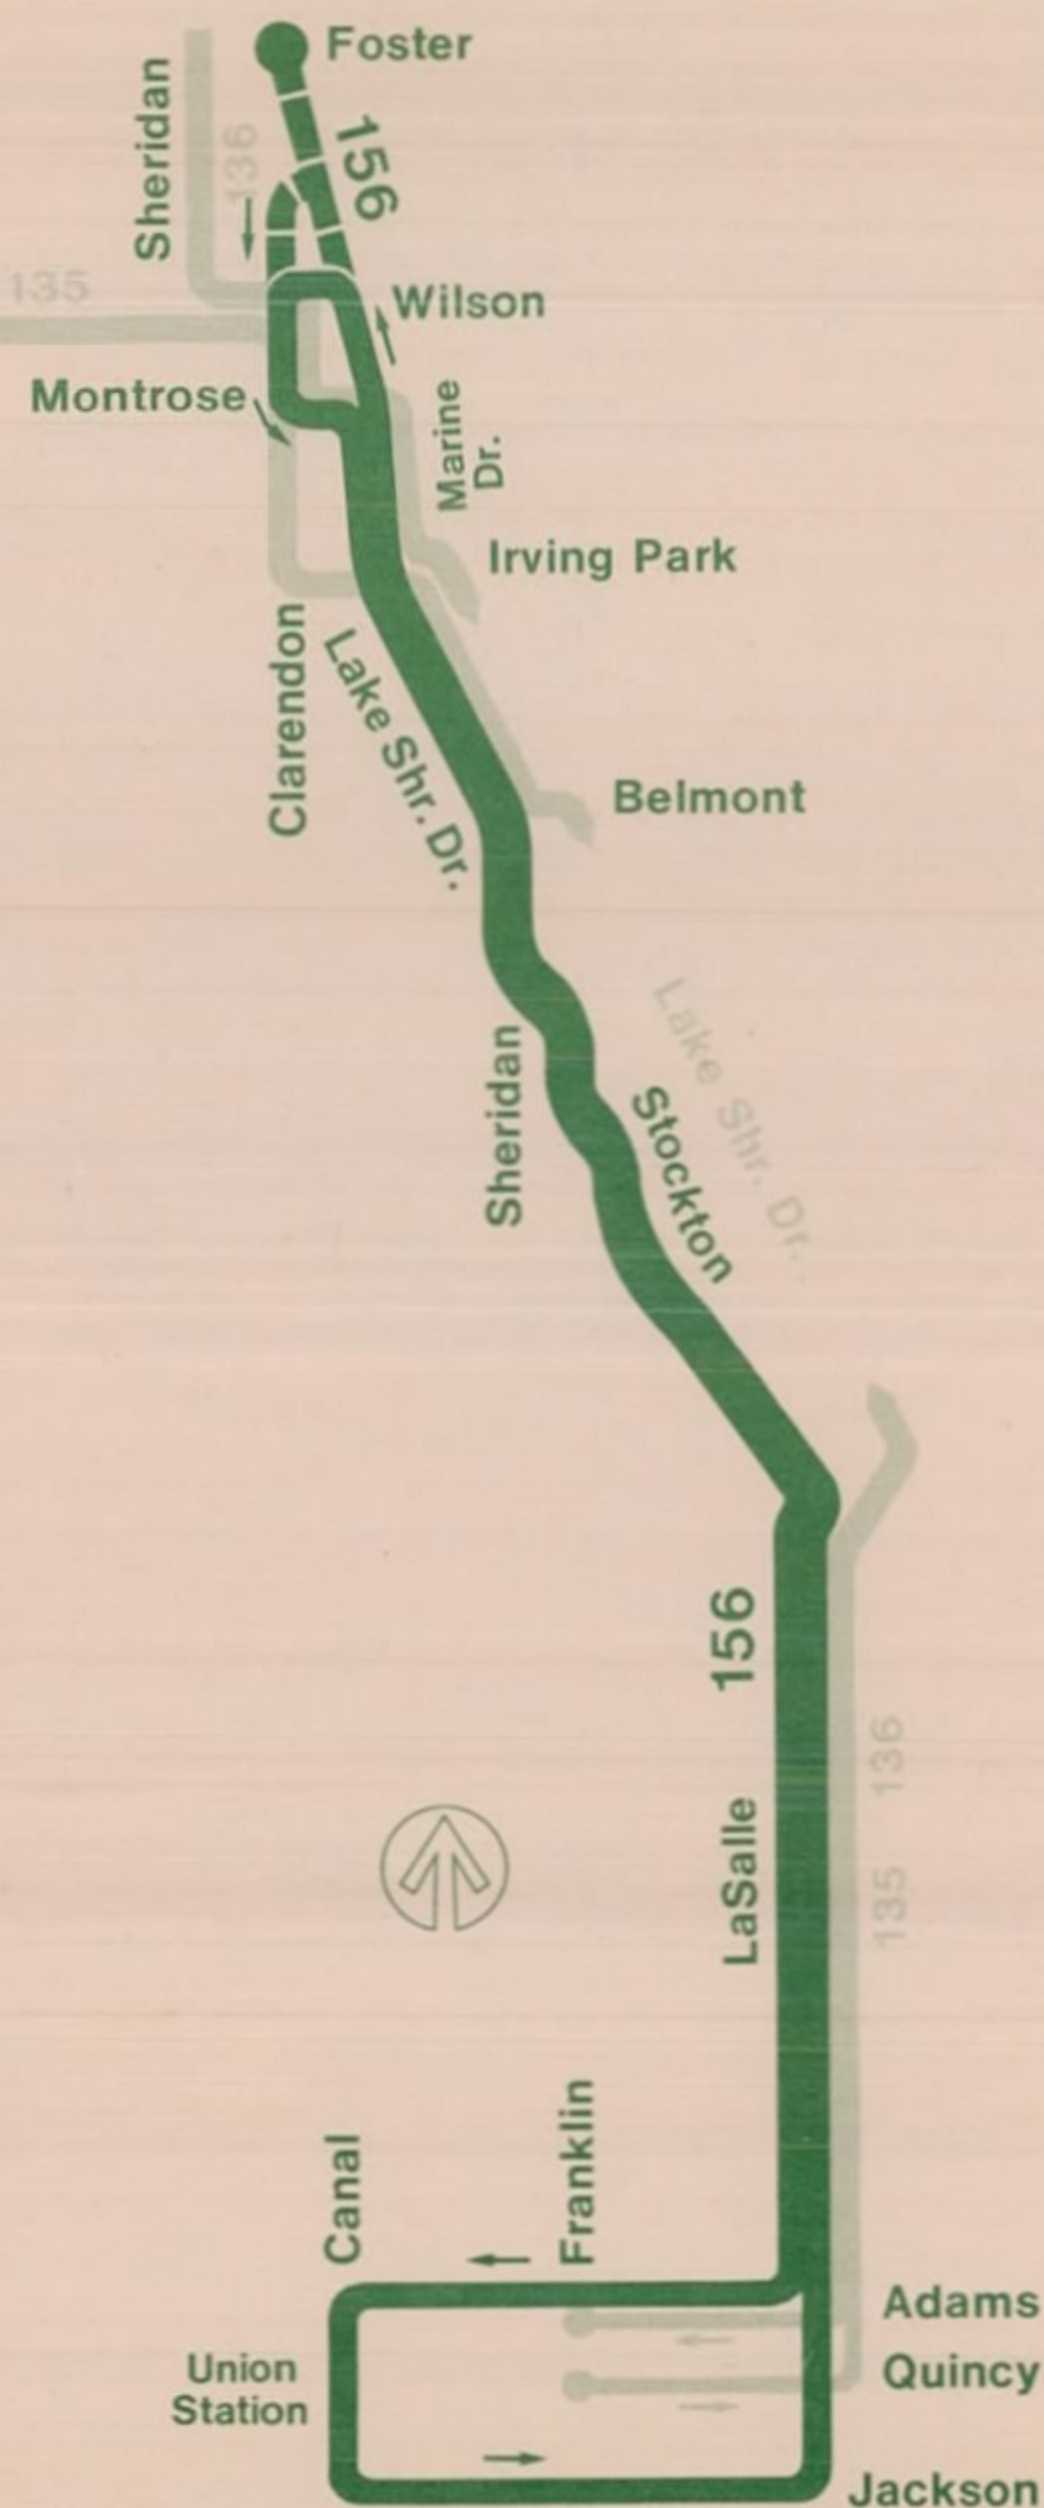 Foster
Sheridan
136
156
135
Wilson
Montrose
Marine
Dr.
Irving Park
Clarendon
Lake Shr. Dr.
Belmont
Lake Shr. Dr.
Sheridan
Stockton
156
136
LaSalle
135
Canal
Franklin
Adams
Union
Station
Quincy
Jackson